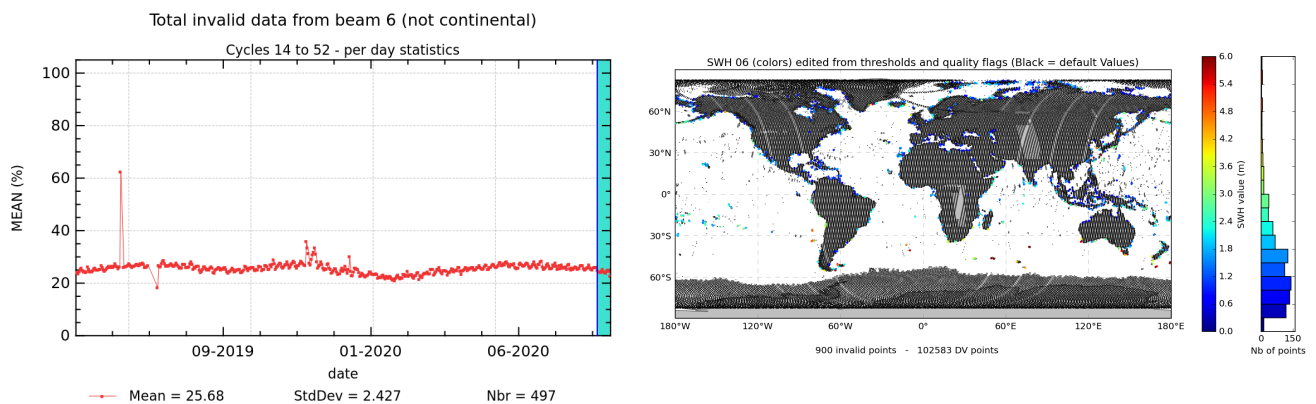 Total invalid data from beam 6 (not continental)
Cycles 14 to 52 - per day statistics
MEAN (%)
100
80
60
40
20
0
09-2019
01-2020
06-2020
date
Mean = 25.68
StdDev = 2.427
Nbr = 497
SWH 06 (colors) edited from thresholds and quality flags (Black = default Values)
60°N
30°N
0°
30°S
60°S
180°W
120°W
60°W
0°
60°E
120°E
180°E
900 invalid points - 102583 DV points
6.0
5.4
4.8
4.2
3.6
3.0
2.4
1.8
1.2
0.6
0.0
SWH value (m)
0
150
Nb of points